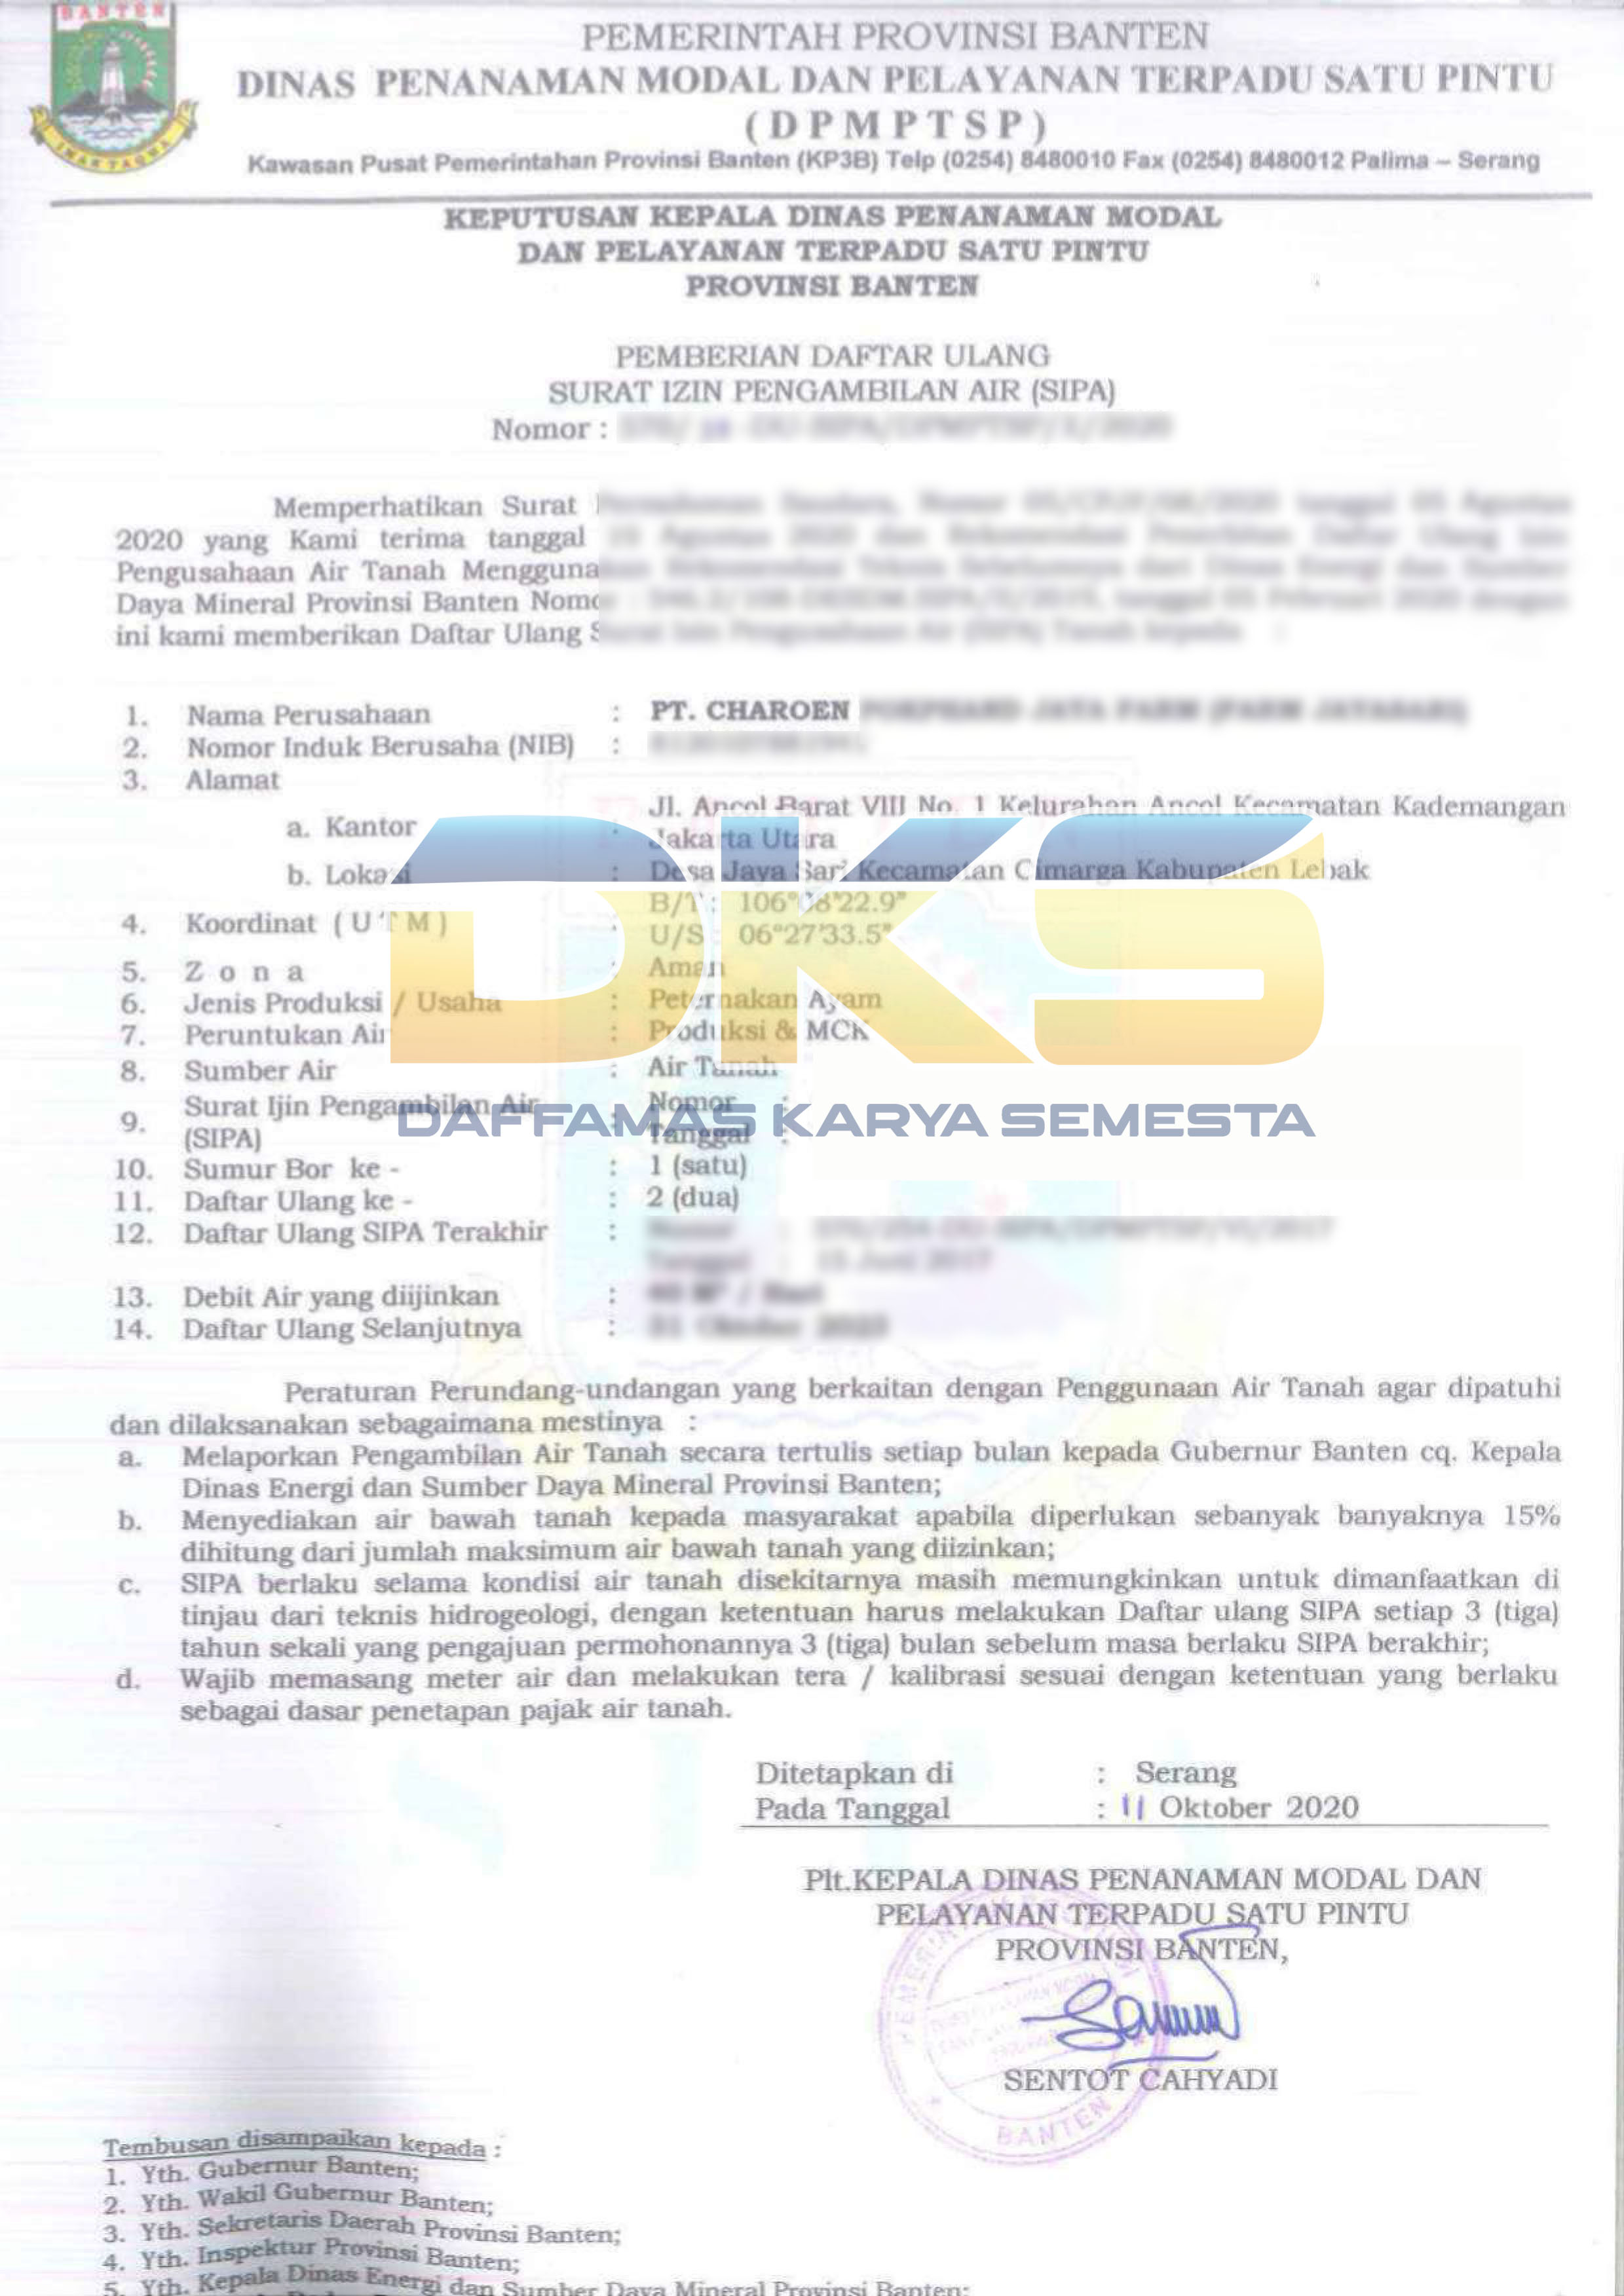 BANTEN
PEMERINTAH PROVINSI BANTEN
DINAS PENANAMAN MODAL DAN PELAYANAN TERPADU SATU PINTU
( D P M P T S P )
Kawasan Pusat Pemerintahan Provinsi Banten (KP3B) Telp (0254) 8480010 Fax (0254) 8480012 Palima – Serang
KEPUTUSAN KEPALA DINAS PENANAMAN MODAL
DAN PELAYANAN TERPADU SATU PINTU
PROVINSI BANTEN
PEMBERIAN DAFTAR ULANG
SURAT IZIN PENGAMBILAN AIR (SIPA)
Nomor :
Memperhatikan Surat
2020 yang Kami terima tanggal
Pengusahaan Air Tanah
Daya Mineral Provinsi Banten
ini kami memberikan Daftar Ulang
1. Nama Perusahaan : PT. CHAROEN
2. Nomor Induk Berusaha (NIB) :
3. Alamat
a. Kantor : Jl. Ancol Barat VIII No. 1 Kelurahan Ancol Kecamatan Kademangan
Jakarta Utara
b. Lokasi : Desa Jaya Sari Kecamatan Cimarga Kabupaten Lebak
4. Koordinat ( U T M ) : B/T : 106°08'22.9"
U/S : 06°27'33.5"
5. Z o n a : Aman
6. Jenis Produksi / Usaha : Peternakan Ayam
7. Peruntukan Air : Produksi & MCK
8. Sumber Air : Air Tanah
9. Surat Ijin Pengambilan Air (SIPA) : Nomor :
Tanggal :
10. Sumur Bor ke - : 1 (satu)
11. Daftar Ulang ke - : 2 (dua)
12. Daftar Ulang SIPA Terakhir :
13. Debit Air yang diijinkan :
14. Daftar Ulang Selanjutnya :
DKS
DAFFAMAS KARYA SEMESTA
Peraturan Perundang-undangan yang berkaitan dengan Penggunaan Air Tanah agar dipatuhi
dan dilaksanakan sebagaimana mestinya :
a. Melaporkan Pengambilan Air Tanah secara tertulis setiap bulan kepada Gubernur Banten cq. Kepala
Dinas Energi dan Sumber Daya Mineral Provinsi Banten;
b. Menyediakan air bawah tanah kepada masyarakat apabila diperlukan sebanyak banyaknya 15%
dihitung dari jumlah maksimum air bawah tanah yang diizinkan;
c. SIPA berlaku selama kondisi air tanah disekitarnya masih memungkinkan untuk dimanfaatkan di
tinjau dari teknis hidrogeologi, dengan ketentuan harus melakukan Daftar ulang SIPA setiap 3 (tiga)
tahun sekali yang pengajuan permohonannya 3 (tiga) bulan sebelum masa berlaku SIPA berakhir;
d. Wajib memasang meter air dan melakukan tera / kalibrasi sesuai dengan ketentuan yang berlaku
sebagai dasar penetapan pajak air tanah.
Ditetapkan di : Serang
Pada Tanggal : 11 Oktober 2020
Plt.KEPALA DINAS PENANAMAN MODAL DAN
PELAYANAN TERPADU SATU PINTU
PROVINSI BANTEN,
BANTEN
SENTOT CAHYADI
Tembusan disampaikan kepada :
1. Yth. Gubernur Banten;
2. Yth. Wakil Gubernur Banten;
3. Yth. Sekretaris Daerah Provinsi Banten;
4. Yth. Inspektur Provinsi Banten;
5. Yth. Kepala Dinas Energi dan Sumber Daya Mineral Provinsi Banten;